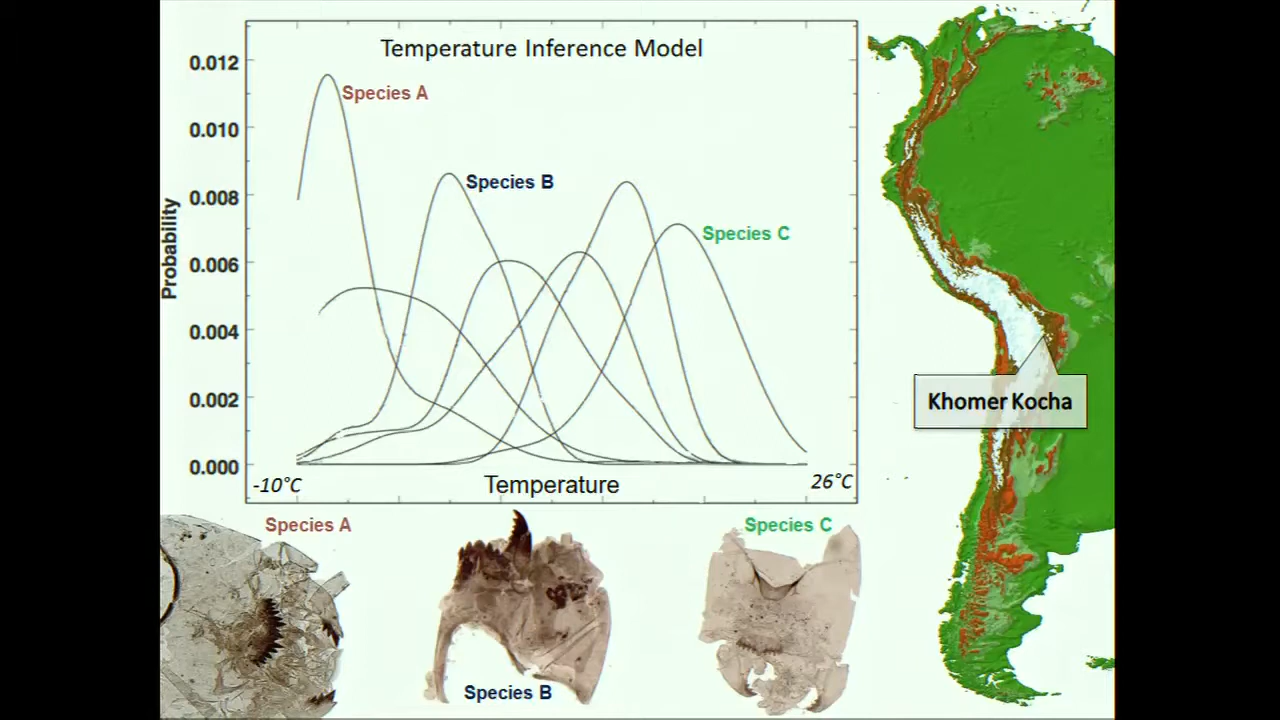 Temperature Inference Model
0.012
0.010
0.008
0.006
0.004
0.002
0.000
Probability
Species A
Species B
Species C
-10°C
Temperature
26°C
Khomer Kocha
Species A
Species B
Species C